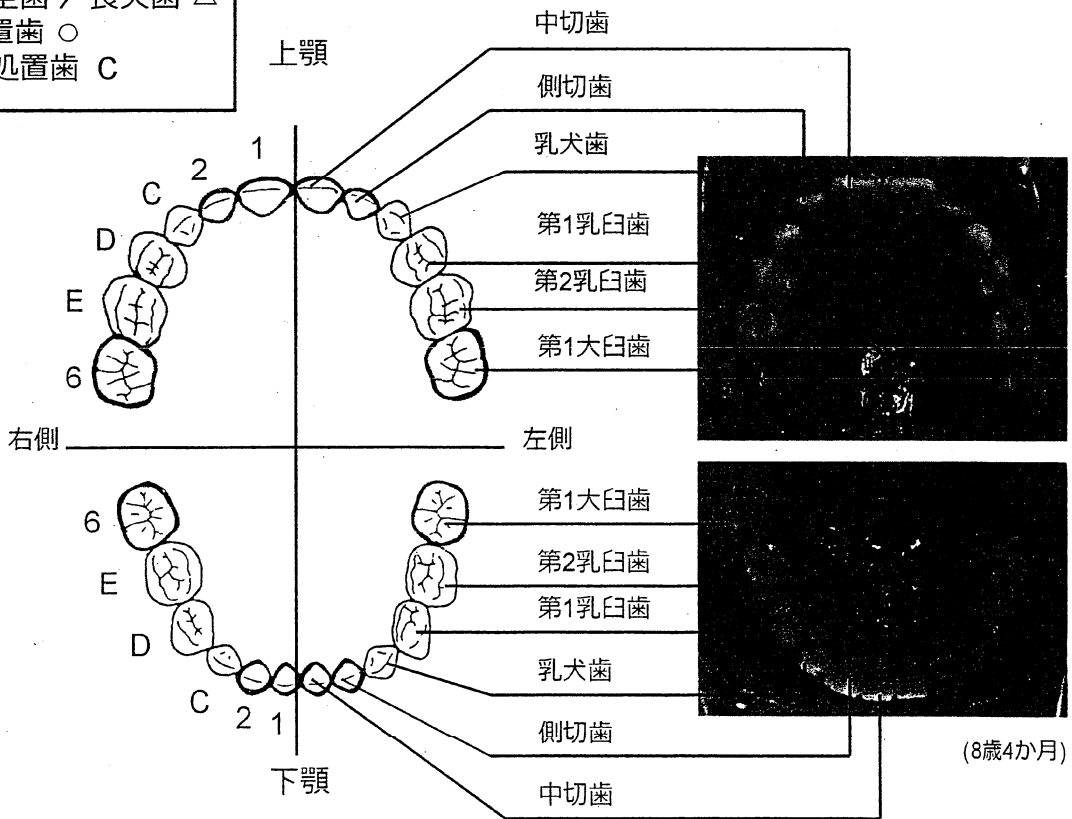 歯 / 喪失歯 △
置歯 ○
処置歯 C
上顎
中切歯
側切歯
乳犬歯
第1乳臼歯
第2乳臼歯
第1大臼歯
1
2
C
D
E
6
右側
左側
6
E
D
C
2
1
第1大臼歯
第2乳臼歯
第1乳臼歯
乳犬歯
側切歯
中切歯
下顎
(8歳4か月)